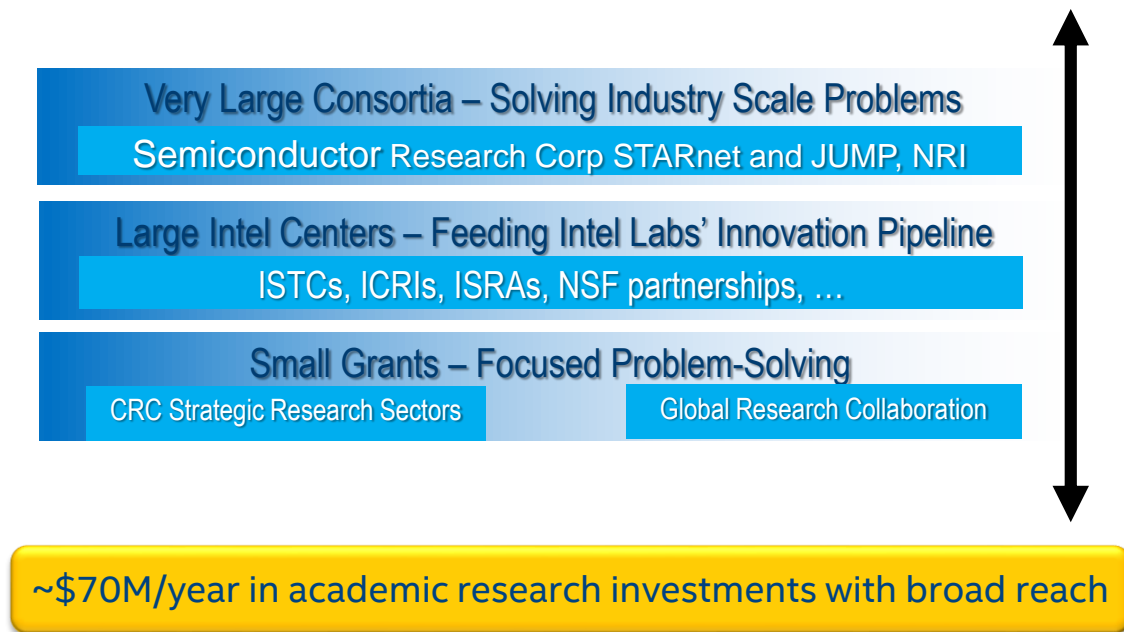 Very Large Consortia – Solving Industry Scale Problems
Semiconductor Research Corp STARnet and JUMP, NRI
Large Intel Centers – Feeding Intel Labs’ Innovation Pipeline
ISTCs, ICRIs, ISRAs, NSF partnerships, …
Small Grants – Focused Problem-Solving
CRC Strategic Research Sectors
Global Research Collaboration
~$70M/year in academic research investments with broad reach